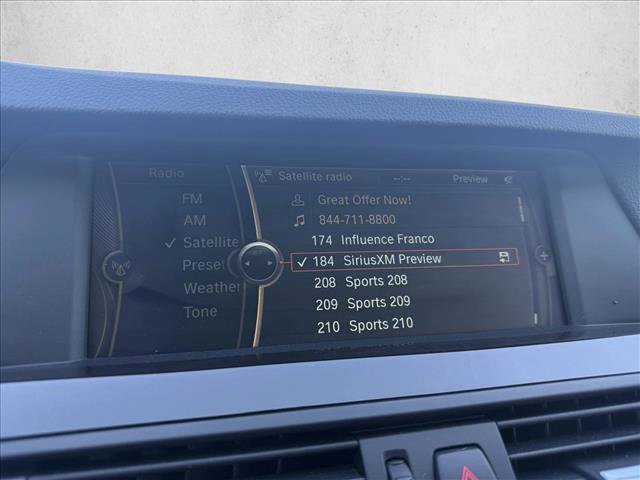 Radio
FM
AM
✓ Satellite
Preset
Weather
Tone
Satellite radio --:-- Preview
Great Offer Now!
844-711-8800
174 Influence Franco
✓ 184 SiriusXM Preview
208 Sports 208
209 Sports 209
210 Sports 210